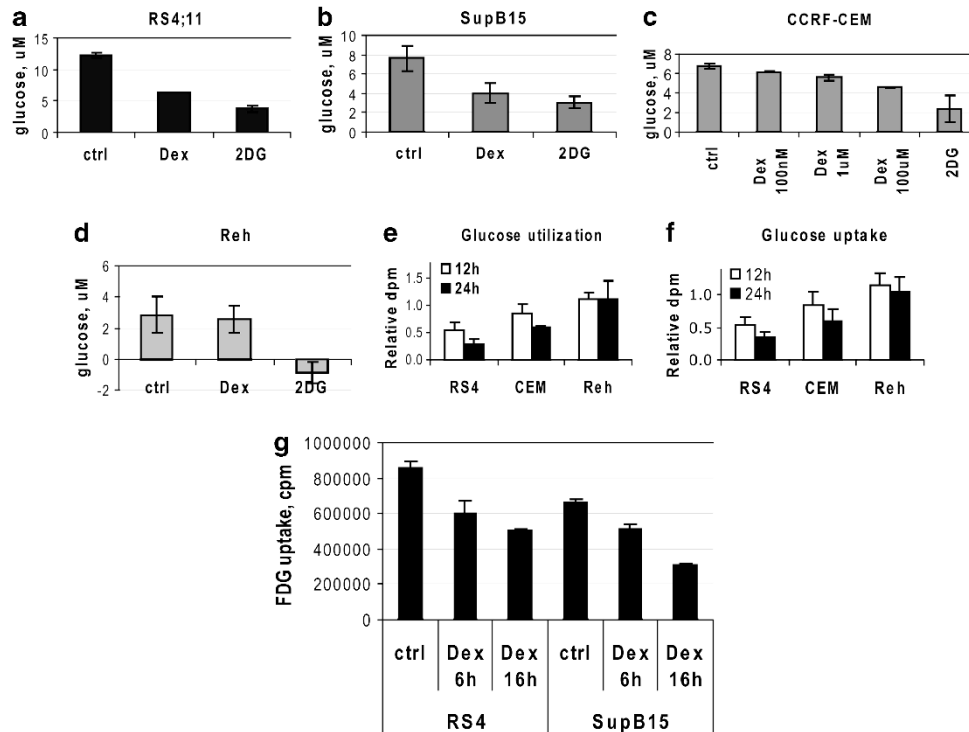 a
RS4;11
glucose, uM
15
10
5
0
ctrl
Dex
2DG
b
SupB15
glucose, uM
10
8
6
4
2
0
ctrl
Dex
2DG
c
CCRF-CEM
glucose, uM
8
6
4
2
0
ctrl
Dex 100nM
Dex 1uM
Dex 100uM
2DG
d
Reh
glucose, uM
6
4
2
0
-2
ctrl
Dex
2DG
e
Glucose utilization
Relative dpm
12h
24h
1.5
1.0
0.5
0.0
RS4
CEM
Reh
f
Glucose uptake
Relative dpm
12h
24h
1.0
0.5
0.0
RS4
CEM
Reh
g
FDG uptake, cpm
1000000
800000
600000
400000
200000
0
ctrl
Dex 6h
Dex 16h
ctrl
Dex 6h
Dex 16h
RS4
SupB15